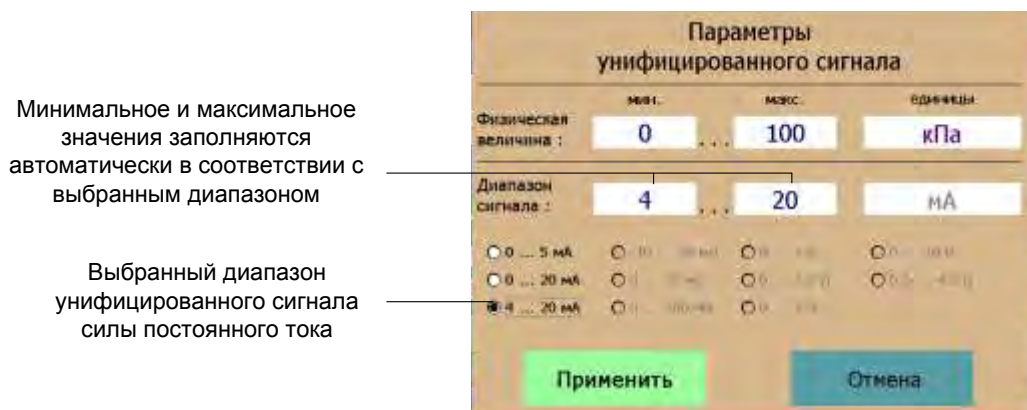 Параметры
унифицированного сигнала
мин. макс. единицы
Физическая
величина :
0 ... 100 кПа
Диапазон
сигнала :
4 ... 20 мА
0 ... 5 мА
0 ... 20 мА
4 ... 20 мА
Применить Отмена
Минимальное и максимальное
значения заполняются
автоматически в соответствии с
выбранным диапазоном
Выбранный диапазон
унифицированного сигнала
силы постоянного тока